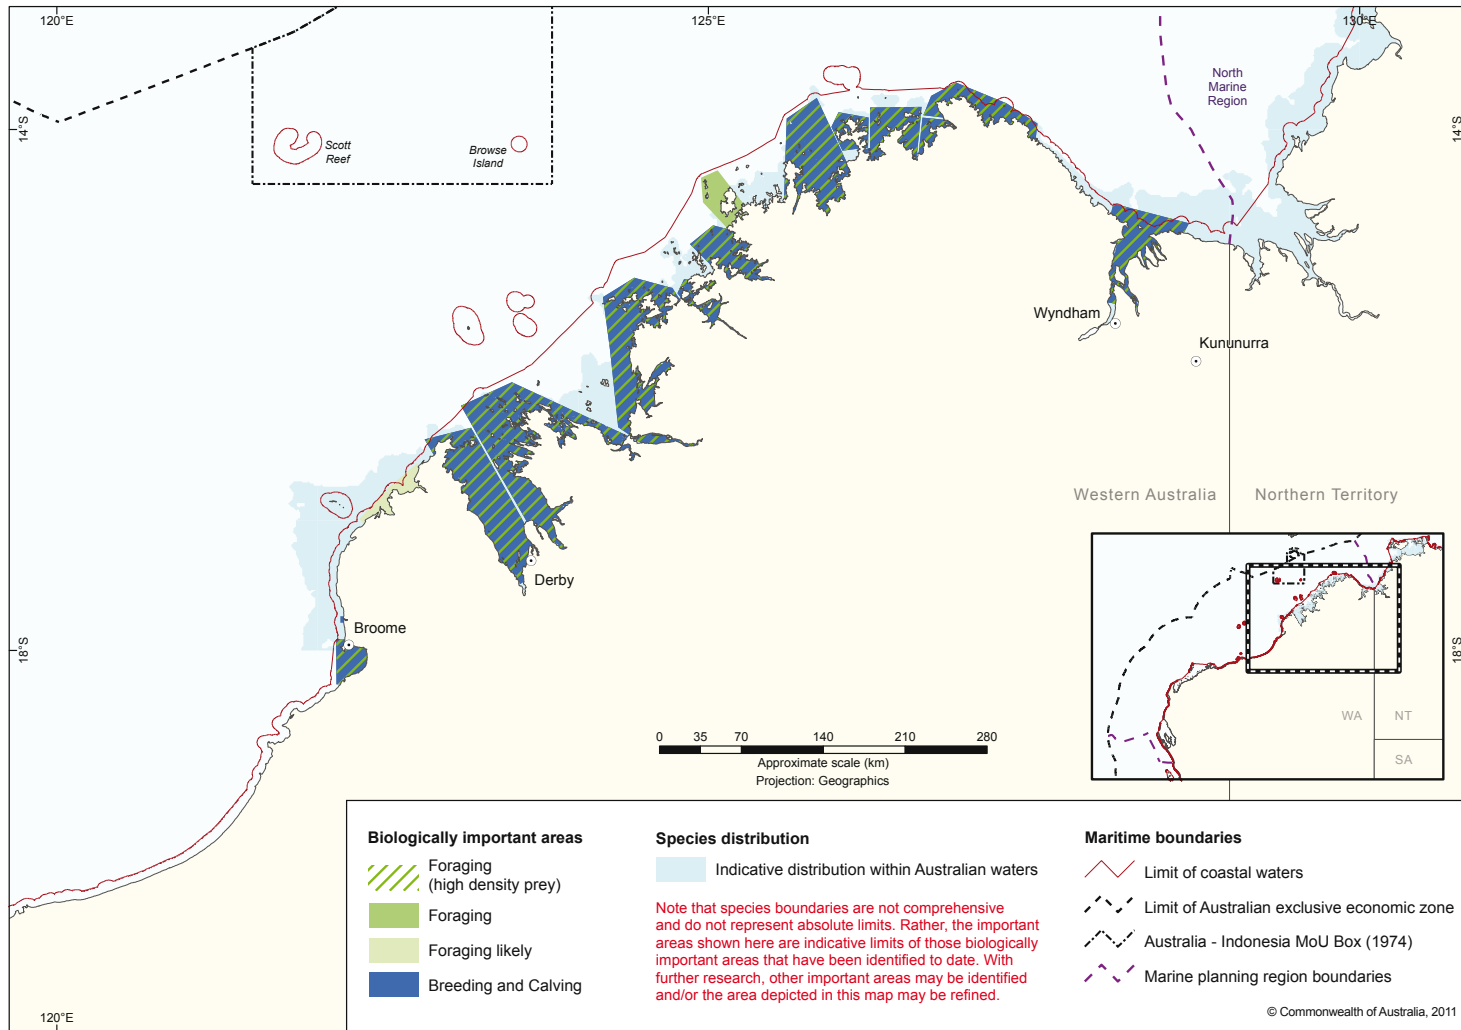 120°E
125°E
130°E
14°S
14°S
North
Marine
Region
Scott
Reef
Browse
Island
Wyndham
Kununurra
Western Australia
Northern Territory
Derby
Broome
18°S
18°S
WA
NT
SA
0 35 70 140 210 280
Approximate scale (km)
Projection: Geographics
Biologically important areas
Foraging
(high density prey)
Foraging
Foraging likely
Breeding and Calving
Species distribution
Indicative distribution within Australian waters
Note that species boundaries are not comprehensive
and do not represent absolute limits. Rather, the important
areas shown here are indicative limits of those biologically
important areas that have been identified to date. With
further research, other important areas may be identified
and/or the area depicted in this map may be refined.
Maritime boundaries
Limit of coastal waters
Limit of Australian exclusive economic zone
Australia - Indonesia MoU Box (1974)
Marine planning region boundaries
© Commonwealth of Australia, 2011
120°E